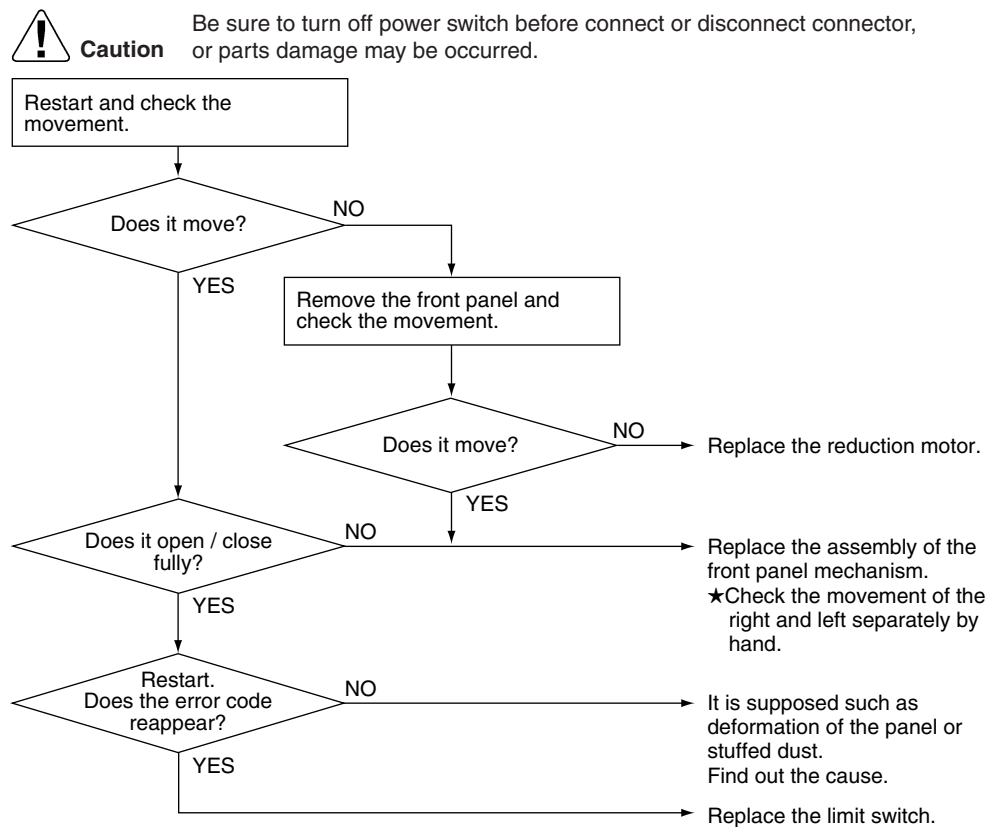 Be sure to turn off power switch before connect or disconnect connector,
Caution
or parts damage may be occurred.
Restart and check the
movement.
Does it move?
NO
YES
Remove the front panel and
check the movement.
Does it move?
NO
Replace the reduction motor.
YES
Does it open / close
fully?
NO
Replace the assembly of the
front panel mechanism.
★Check the movement of the
right and left separately by
hand.
YES
Restart.
Does the error code
reappear?
NO
It is supposed such as
deformation of the panel or
stuffed dust.
Find out the cause.
YES
Replace the limit switch.